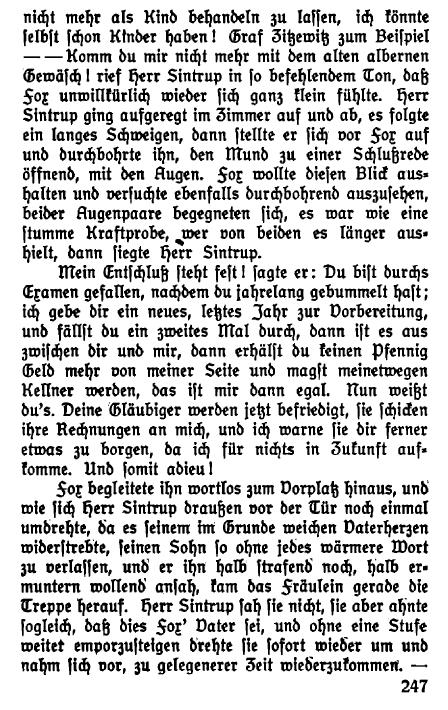 nicht mehr als Kind behandeln zu lassen, ich könnte
selbst schon Kinder haben! Graf Zitzewitz zum Beispiel
— — Komm du mir nicht mehr mit dem alten albernen
Gewäsch! rief Herr Sintrup in so befehlendem Ton, daß
Fox unwillkürlich wieder sich ganz klein fühlte. Herr
Sintrup ging aufgeregt im Zimmer auf und ab, es folgte
ein langes Schweigen, dann stellte er sich vor Fox auf
und durchbohrte ihn, den Mund zu einer Schlußrede
öffnend, mit den Augen. Fox wollte diesen Blick aus-
halten und versuchte ebenfalls durchbohrend auszusehen,
beider Augenpaare begegneten sich, es war wie eine
stumme Kraftprobe, wer von beiden es länger aus-
hielt, dann siegte Herr Sintrup.
Mein Entschluß steht fest! sagte er: Du bist durchs
Examen gefallen, nachdem du jahrelang gebummelt hast;
ich gebe dir ein neues, letztes Jahr zur Vorbereitung,
und fällst du ein zweites Mal durch, dann ist es aus
zwischen dir und mir, dann erhälst du keinen Pfennig
Geld mehr von meiner Seite und magst meinetwegen
Kellner werden, das ist mir dann egal. Nun weißt
du's. Deine Gläubiger werden jetzt befriedigt, sie schicken
ihre Rechnungen an mich, und ich warne sie dir ferner
etwas zu borgen, da ich für nichts in Zukunft auf-
komme. Und somit adieu!
Fox begleitete ihn wortlos zum Vorplatz hinaus, und
wie sich Herr Sintrup draußen vor der Tür noch einmal
umdrehte, da es seinem im Grunde weichen Vaterherzen
widerstrebte, seinen Sohn so ohne jedes wärmere Wort
zu verlassen, und er ihn halb strafend noch, halb er-
muntern wollend ansah, kam das Fräulein gerade die
Treppe herauf. Herr Sintrup sah sie nicht, sie aber ahnte
sogleich, daß dies Fox' Vater sei, und ohne eine Stufe
weitet emporzusteigen drehte sie sofort wieder um und
nahm sich vor, zu gelegenerer Zeit wiederzukommen. —
247